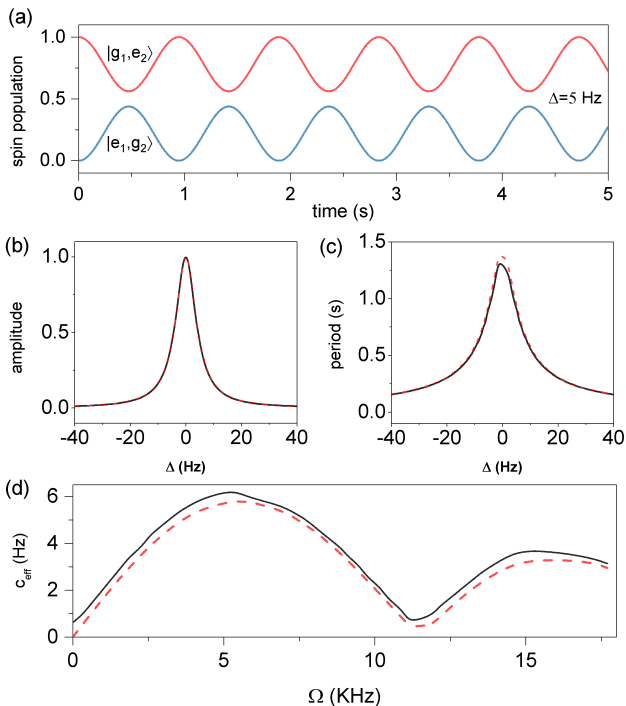 (a)
1.0
0.5
0.0
spin population
|g1,e2⟩
|e1,g2⟩
Δ=5 Hz
0 1 2 3 4 5
time (s)
(b)
1.0
0.5
0.0
amplitude
-40 -20 0 20 40
Δ (Hz)
(c)
1.5
1.0
0.5
0.0
period (s)
-40 -20 0 20 40
Δ (Hz)
(d)
6
4
2
0
ceff (Hz)
0 5 10 15
Ω (KHz)